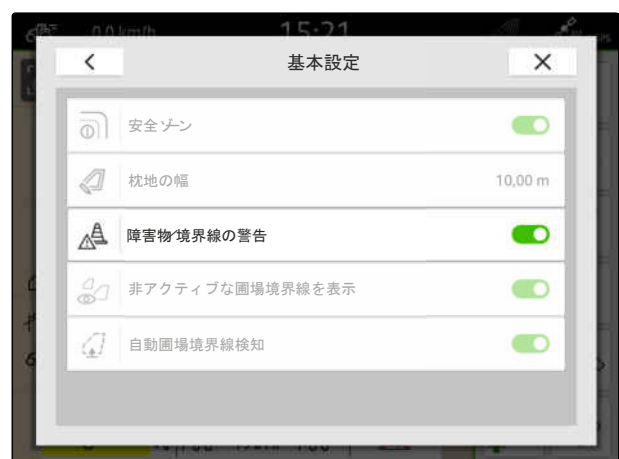 0.0 km/h 15:21
基本設定
安全ゾーン
枕地の幅 10,00 m
障害物/境界線の警告
非アクティブな圃場境界線を表示
自動圃場境界線検知